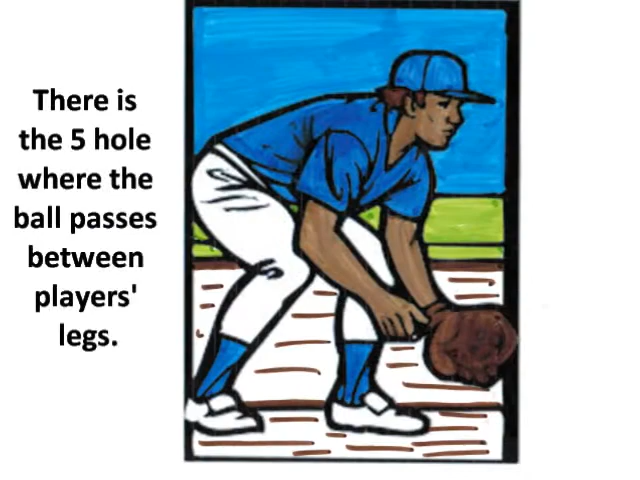 There is
the 5 hole
where the
ball passes
between
players'
legs.